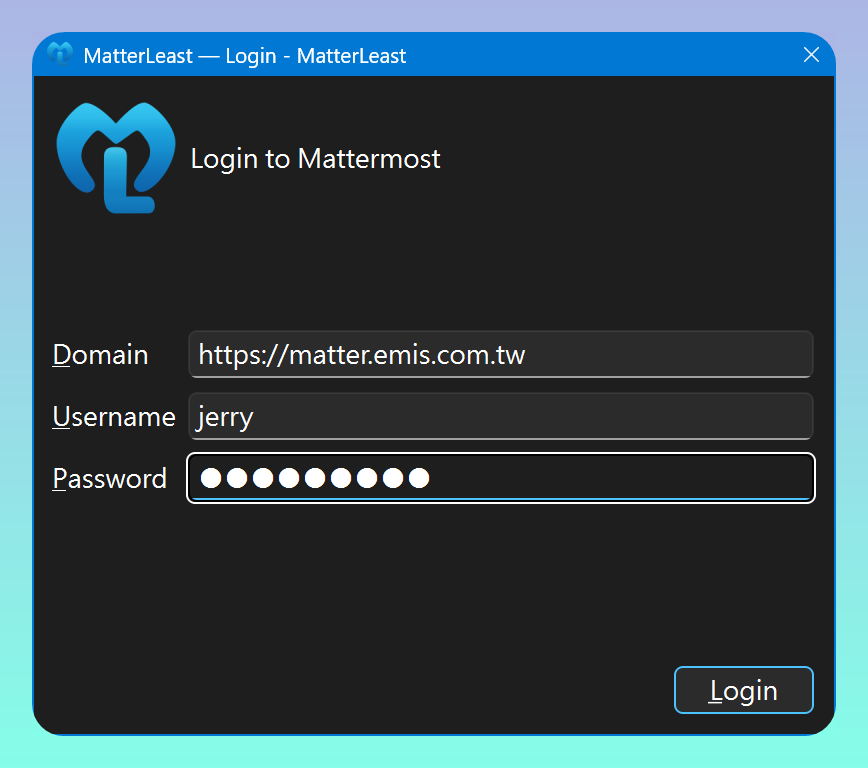 MatterLeast — Login - MatterLeast
Login to Mattermost
Domain https://matter.emis.com.tw
Username jerry
Password ●●●●●●●●●
Login